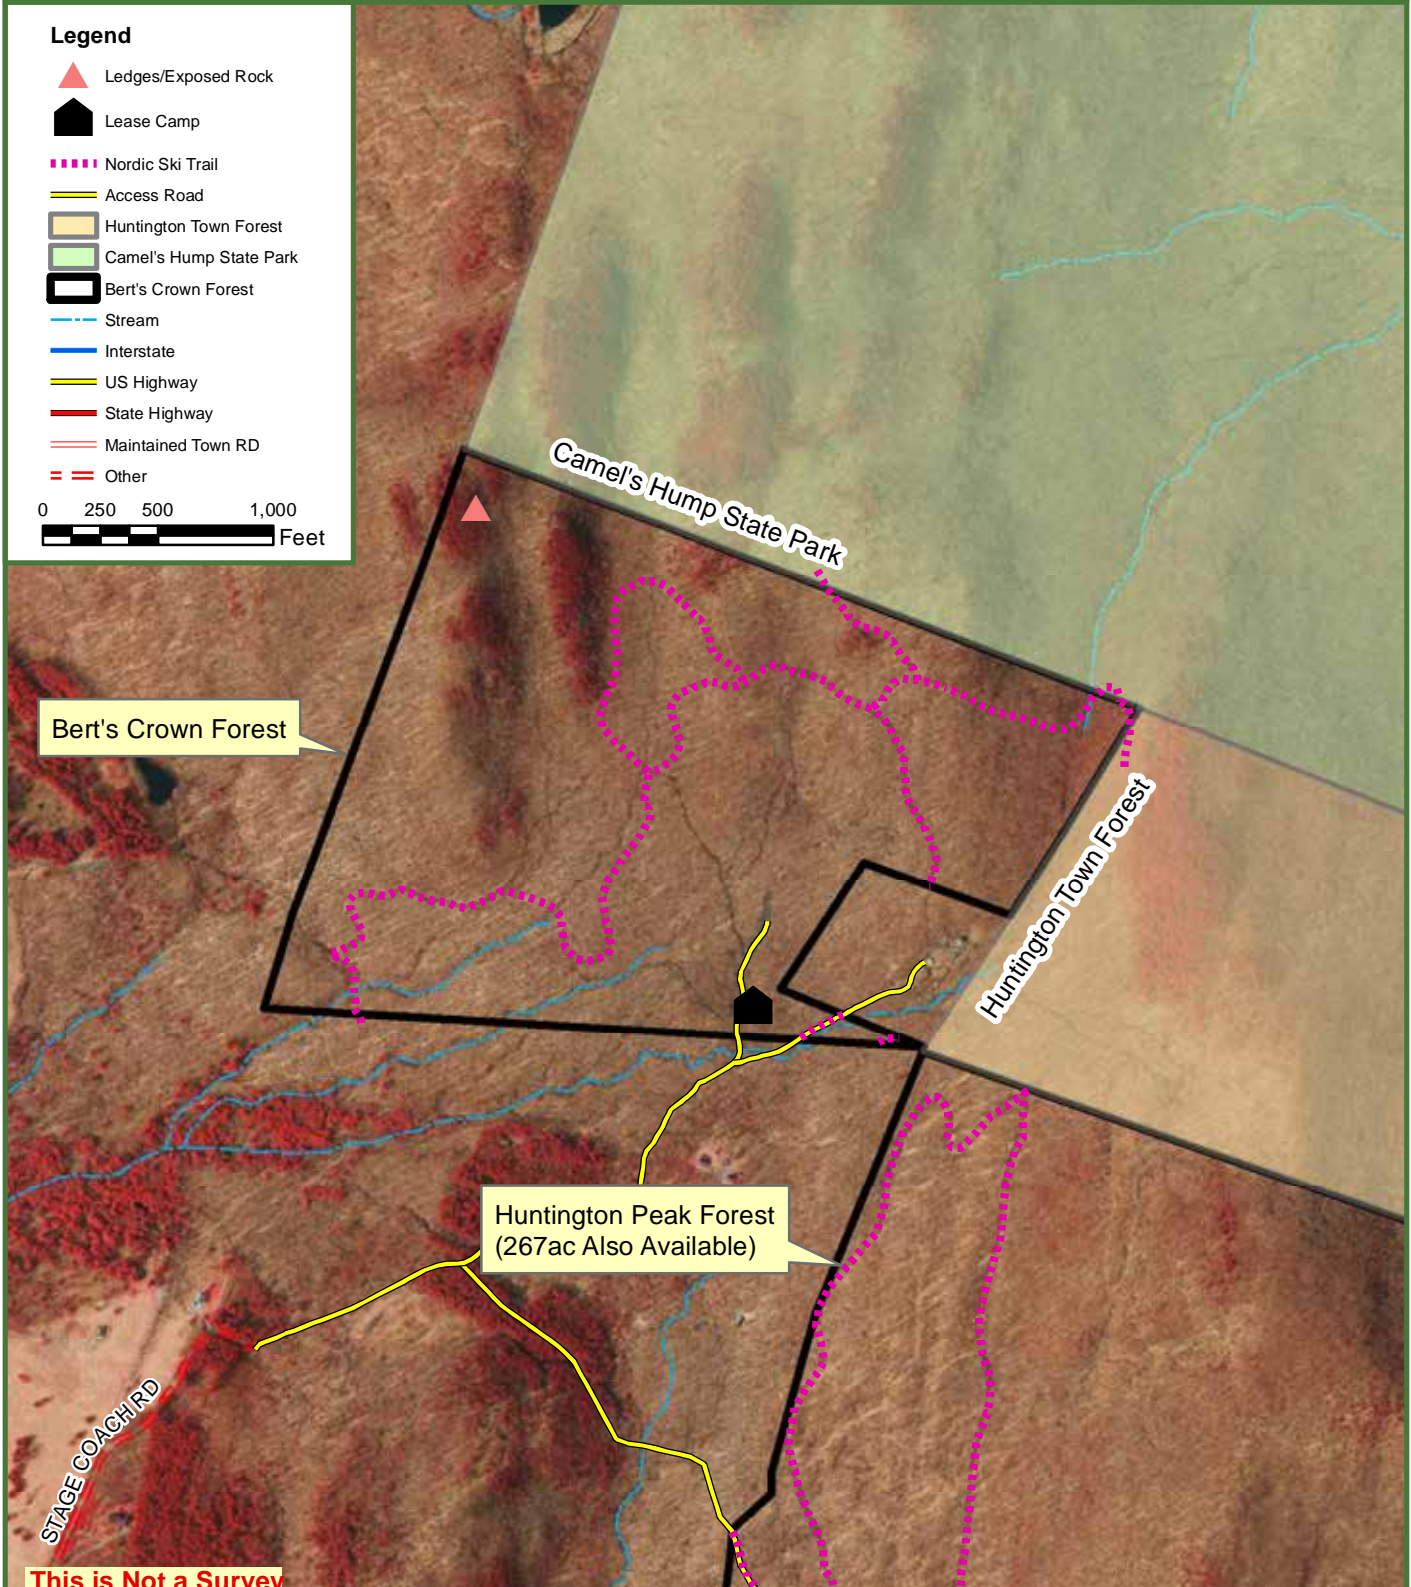 Legend
Ledges/Exposed Rock
Lease Camp
Nordic Ski Trail
Access Road
Huntington Town Forest
Camel's Hump State Park
Bert's Crown Forest
Stream
Interstate
US Highway
State Highway
Maintained Town RD
Other
0 250 500 1,000
Feet
Camel's Hump State Park
Bert's Crown Forest
Huntington Town Forest
Huntington Peak Forest
(267ac Also Available)
STAGE COACH RD
This is Not a Survey